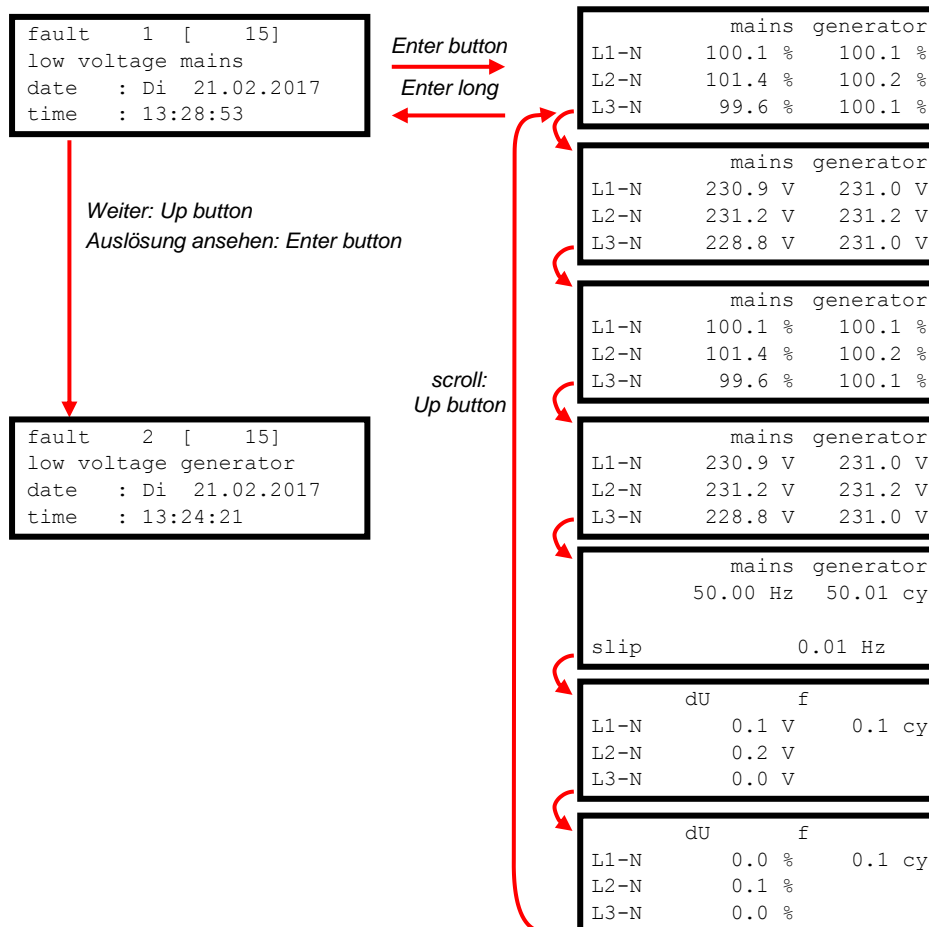 fault 1 [ 15]
low voltage mains
date : Di 21.02.2017
time : 13:28:53
Enter button
Enter long
Weiter: Up button
Auslösung ansehen: Enter button
fault 2 [ 15]
low voltage generator
date : Di 21.02.2017
time : 13:24:21
scroll:
Up button
mains generator
L1-N 100.1 % 100.1 %
L2-N 101.4 % 100.2 %
L3-N 99.6 % 100.1 %
mains generator
L1-N 230.9 V 231.0 V
L2-N 231.2 V 231.2 V
L3-N 228.8 V 231.0 V
mains generator
L1-N 100.1 % 100.1 %
L2-N 101.4 % 100.2 %
L3-N 99.6 % 100.1 %
mains generator
L1-N 230.9 V 231.0 V
L2-N 231.2 V 231.2 V
L3-N 228.8 V 231.0 V
mains generator
50.00 Hz 50.01 cy
slip 0.01 Hz
dU f
L1-N 0.1 V 0.1 cy
L2-N 0.2 V
L3-N 0.0 V
dU f
L1-N 0.0 % 0.1 cy
L2-N 0.1 %
L3-N 0.0 %